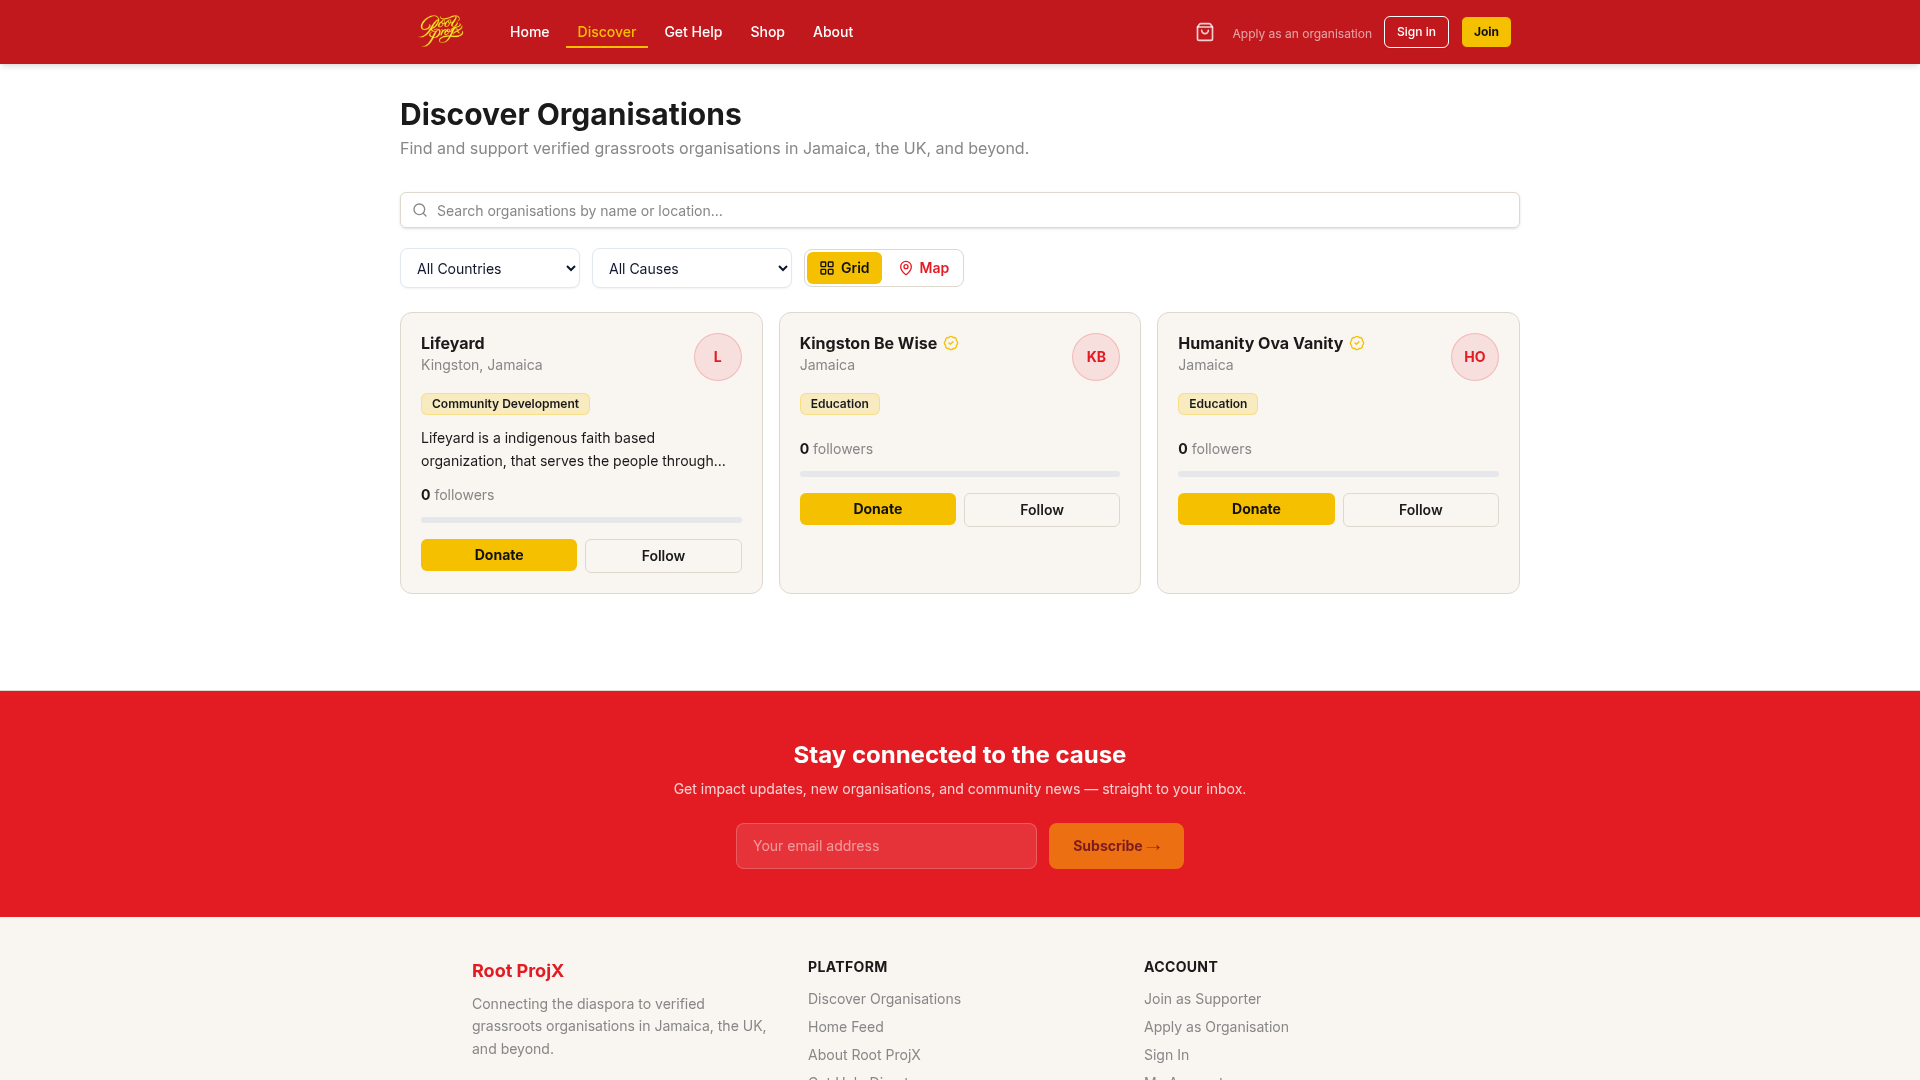 Root Projx
Home
Discover
Get Help
Shop
About
Apply as an organisation
Sign in
Join
Discover Organisations
Find and support verified grassroots organisations in Jamaica, the UK, and beyond.
Search organisations by name or location...
All Countries
All Causes
Grid
Map
Lifeyard
Kingston, Jamaica
L
Community Development
Lifeyard is a indigenous faith based
organization, that serves the people through...
0 followers
Donate
Follow
Kingston Be Wise
Jamaica
KB
Education
0 followers
Donate
Follow
Humanity Ova Vanity
Jamaica
HO
Education
0 followers
Donate
Follow
Stay connected to the cause
Get impact updates, new organisations, and community news — straight to your inbox.
Your email address
Subscribe →
Root ProjX
Connecting the diaspora to verified
grassroots organisations in Jamaica, the UK,
and beyond.
PLATFORM
Discover Organisations
Home Feed
About Root ProjX
ACCOUNT
Join as Supporter
Apply as Organisation
Sign In